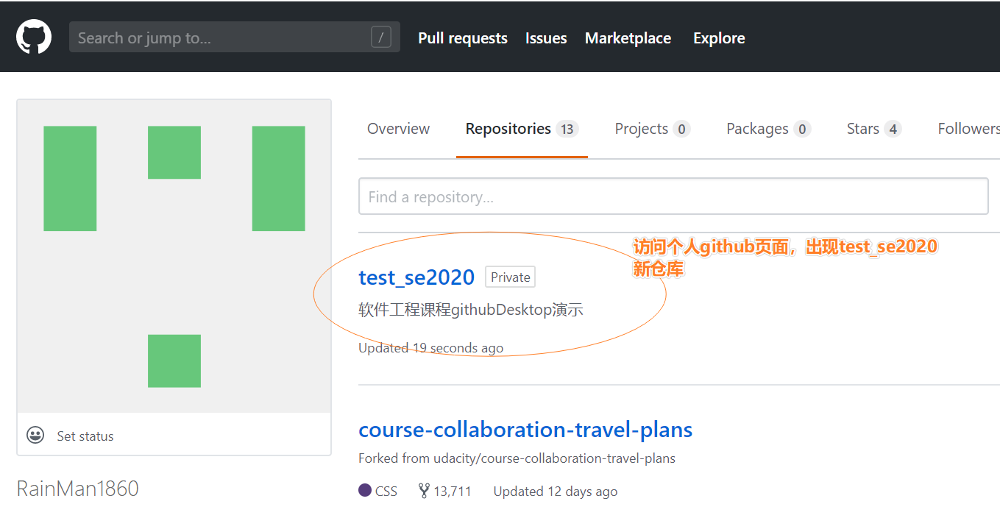 Search or jump to...
/
Pull requests
Issues
Marketplace
Explore
Overview
Repositories 13
Projects 0
Packages 0
Stars 4
Followers
Find a repository...
访问个人github页面，出现test_se2020
新仓库
test_se2020 Private
软件工程课程githubDesktop演示
Updated 19 seconds ago
Set status
RainMan1860
course-collaboration-travel-plans
Forked from udacity/course-collaboration-travel-plans
CSS 13,711 Updated 12 days ago